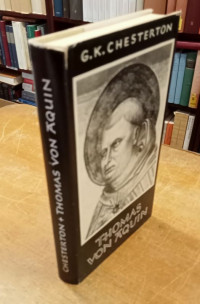 G.K. CHESTERTON
THOMAS
VON AQUIN
CHESTERTON • THOMAS VON AQUIN